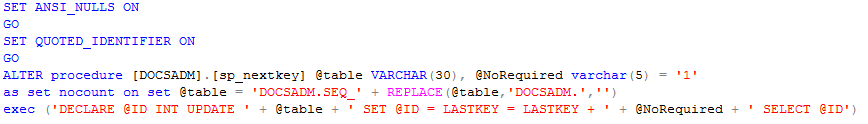 SET ANSI_NULLS ON
GO
SET QUOTED_IDENTIFIER ON
GO
ALTER procedure [DOCSADM].[sp_nextkey] @table VARCHAR(30), @NoRequired varchar(5) = '1'
as set nocount on set @table = 'DOCSADM.SEQ_' + REPLACE(@table,'DOCSADM.','')
exec ('DECLARE @ID INT UPDATE ' + @table + ' SET @ID = LASTKEY = LASTKEY + ' + @NoRequired + ' SELECT @ID')